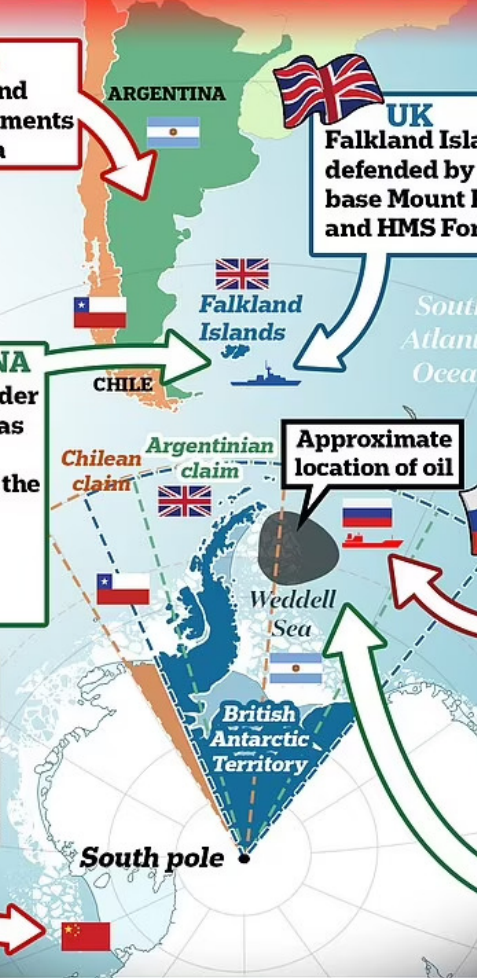 nd
ments
a
ARGENTINA
UK
Falkland Isla
defended by
base Mount
and HMS For
Falkland
Islands
South
Atlan
Ocea
NA
der
as
the
CHILE
Chilean
claim
Argentinian
claim
Approximate
location of oil
Weddell
Sea
British
Antarctic
Territory
South pole